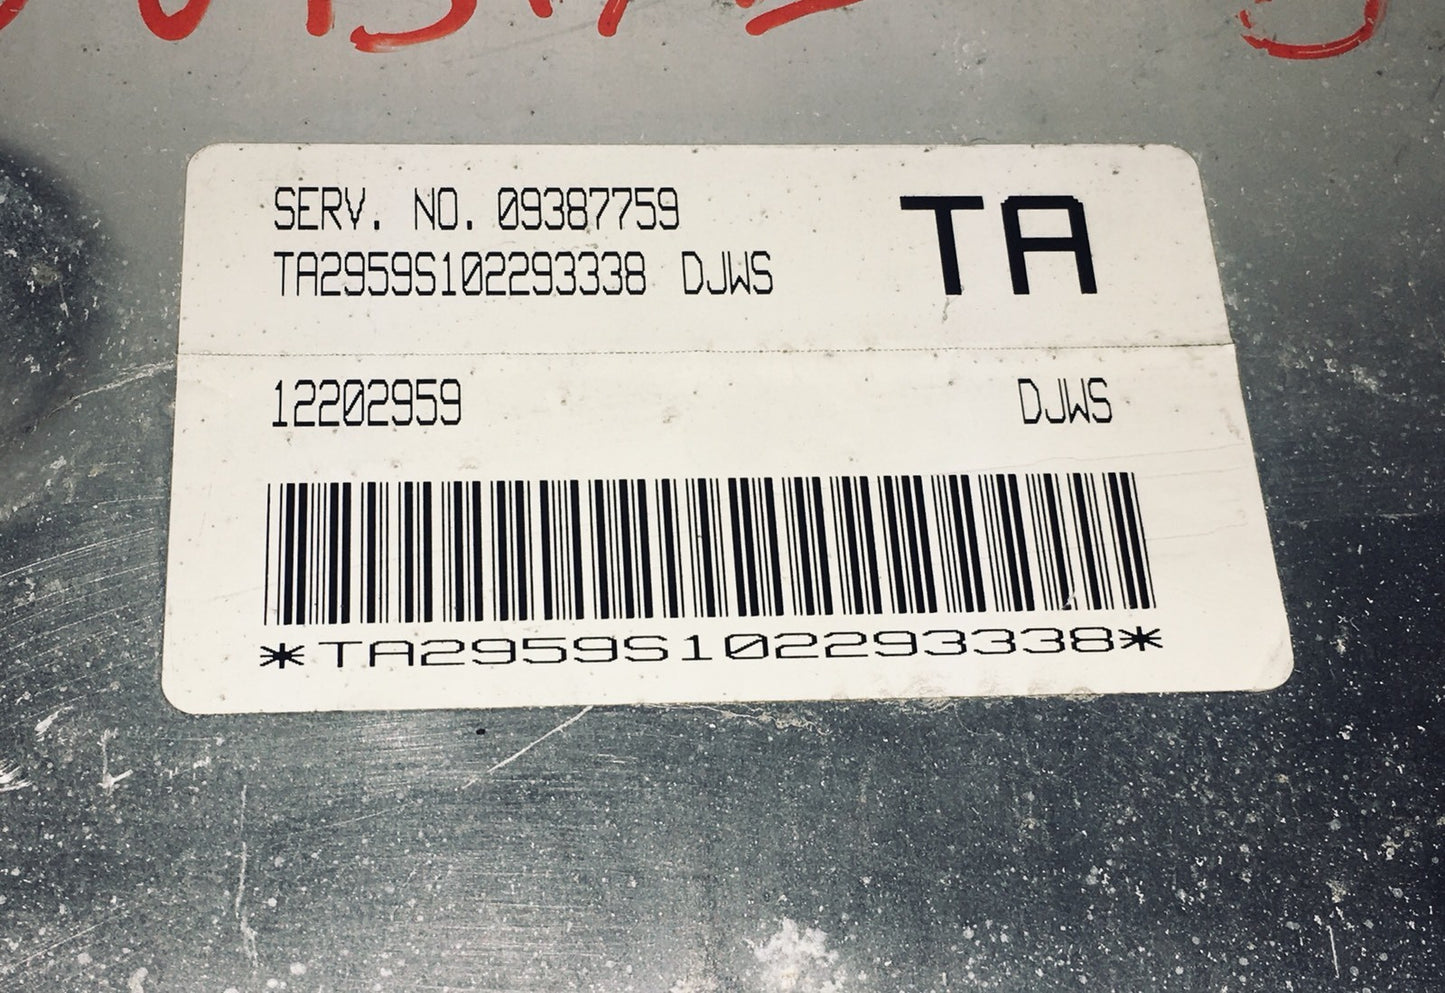 SERV. NO. 09387759
TA
TA2959S102293338 DJWS
12202959 DJWS
*TA2959S102293338*